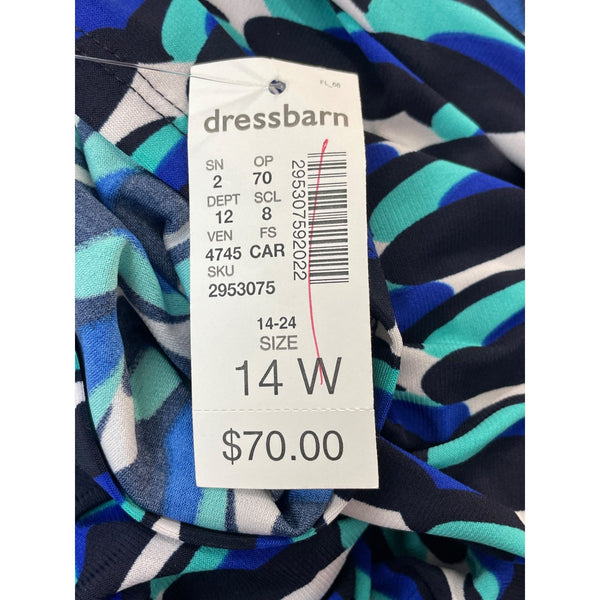 FL_66
dressbarn
SN OP
2 70
DEPT SCL
12 8
VEN FS
4745 CAR
SKU
2953075
295307592022
14-24
SIZE
14 W
$70.00